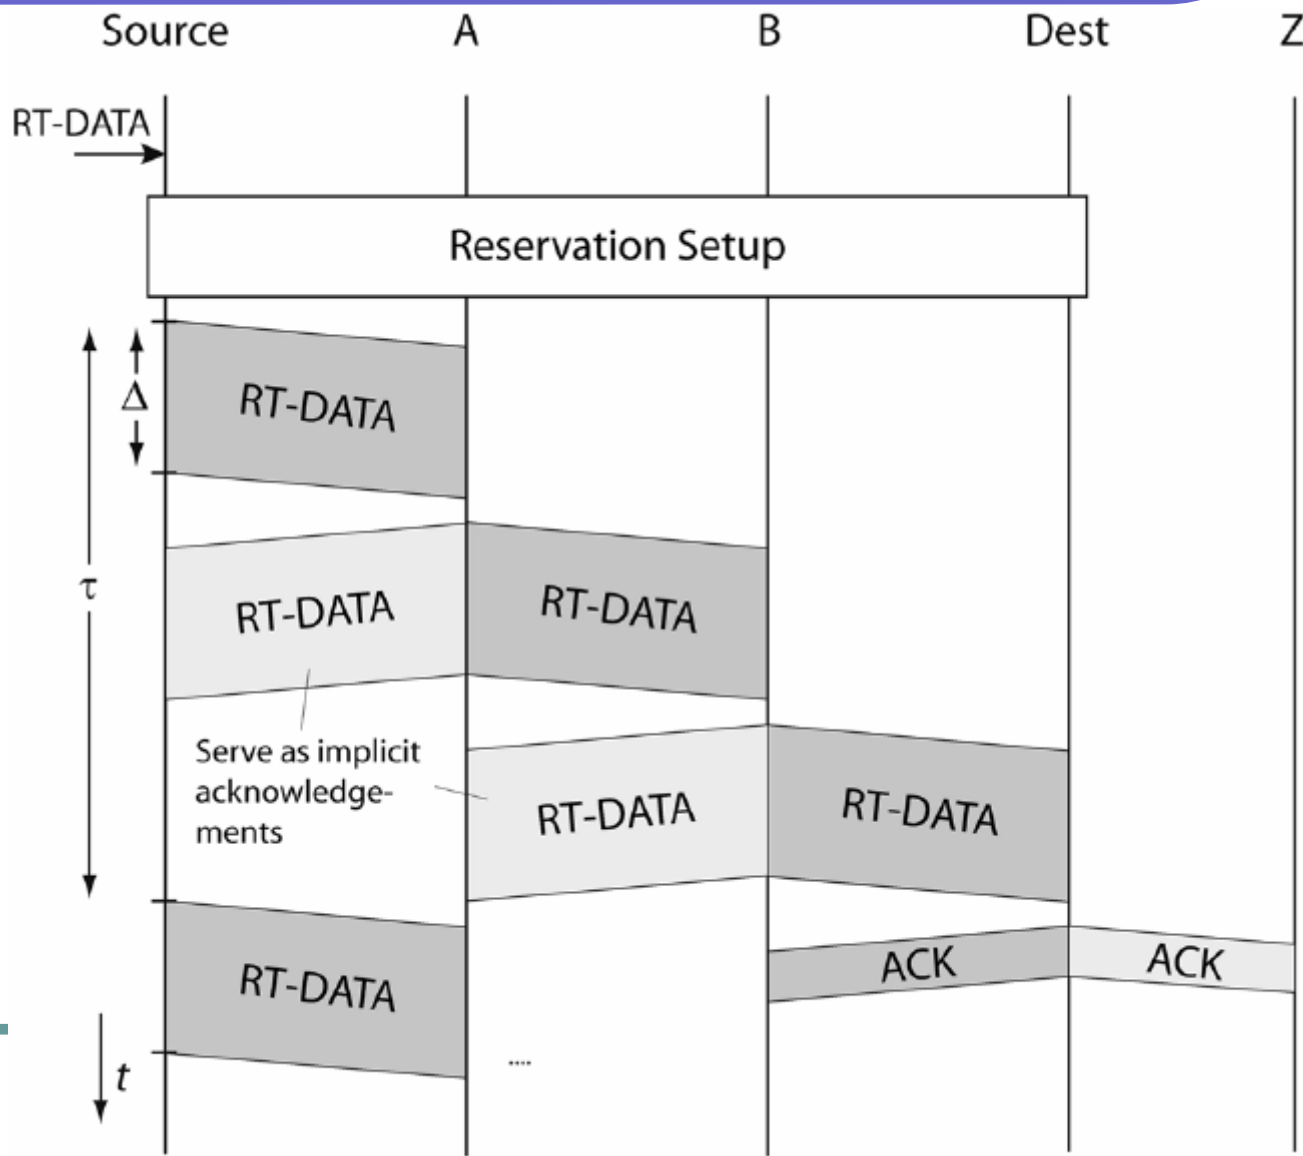 Source A B Dest Z
RT-DATA
Reservation Setup
Δ
RT-DATA
τ
RT-DATA
RT-DATA
Serve as implicit
acknowledge-
ments
RT-DATA
RT-DATA
RT-DATA
ACK
ACK
t
....